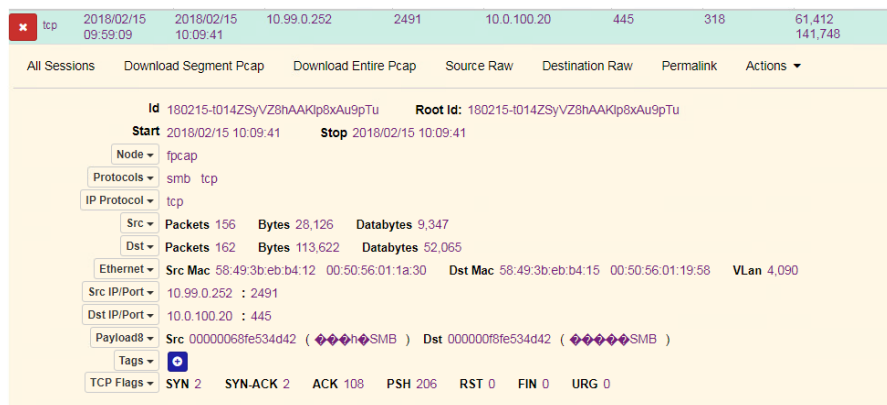 tcp 2018/02/15 09:59:09 2018/02/15 10:09:41 10.99.0.252 2491 10.0.100.20 445 318 61,412 141,748
All Sessions Download Segment Pcap Download Entire Pcap Source Raw Destination Raw Permalink Actions
Id 180215-t014ZSyVZ8hAAKlp8xAu9pTu Root Id: 180215-t014ZSyVZ8hAAKlp8xAu9pTu
Start 2018/02/15 10:09:41 Stop 2018/02/15 10:09:41
Node fpcap
Protocols smb tcp
IP Protocol tcp
Src Packets 156 Bytes 28,126 Databytes 9,347
Dst Packets 162 Bytes 113,622 Databytes 52,065
Ethernet Src Mac 58:49:3b:eb:b4:12 00:50:56:01:1a:30 Dst Mac 58:49:3b:eb:b4:15 00:50:56:01:19:58 VLan 4,090
Src IP/Port 10.99.0.252 : 2491
Dst IP/Port 10.0.100.20 : 445
Payload8 Src 00000068fe534d42 ( ���h�SMB ) Dst 000000f8fe534d42 ( �����SMB )
Tags
TCP Flags SYN 2 SYN-ACK 2 ACK 108 PSH 206 RST 0 FIN 0 URG 0